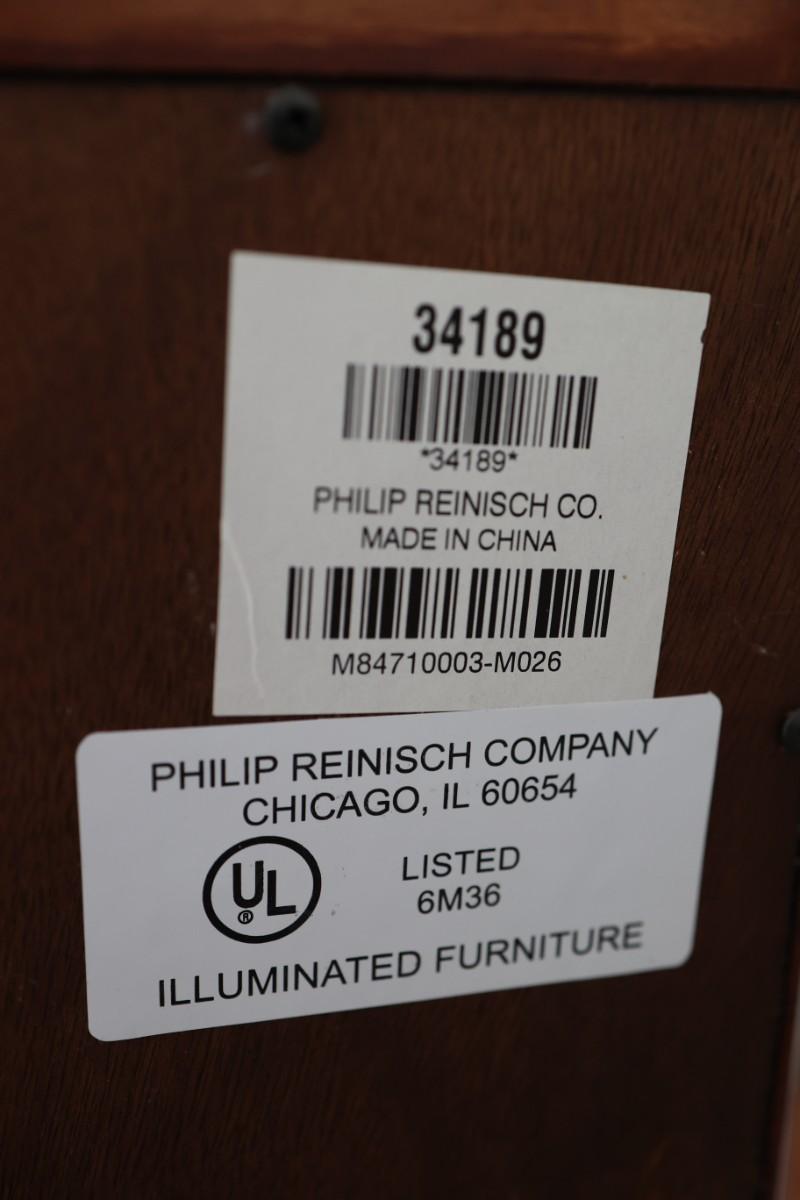 34189
*34189*
PHILIP REINISCH CO.
MADE IN CHINA
M84710003-M026
PHILIP REINISCH COMPANY
CHICAGO, IL 60654
UL ®
LISTED
6M36
ILLUMINATED FURNITURE